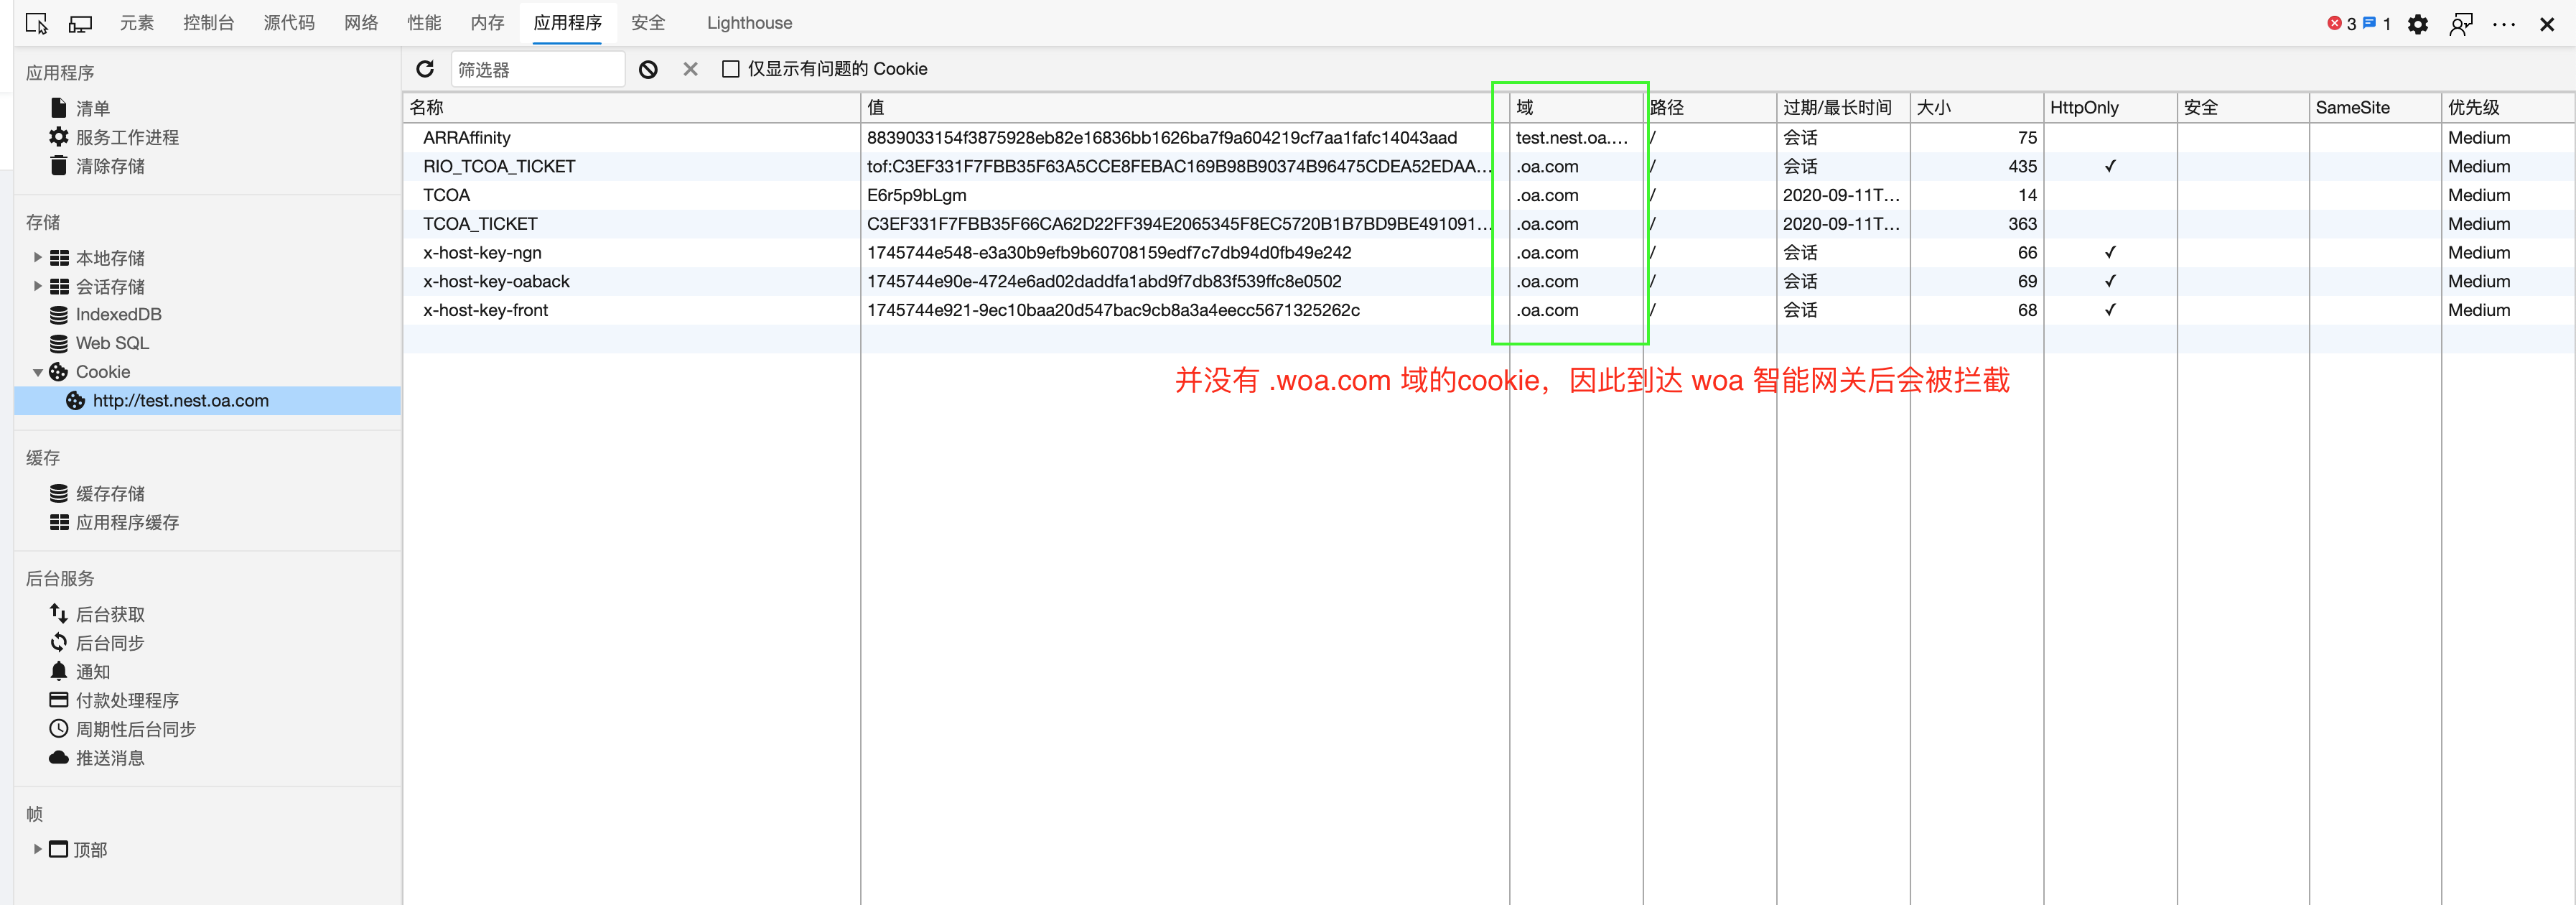 元素 控制台 源代码 网络 性能 内存 应用程序 安全 Lighthouse 3 1
应用程序
清单
服务工作进程
清除存储
存储
本地存储
会话存储
IndexedDB
Web SQL
Cookie
http://test.nest.oa.com
缓存
缓存存储
应用程序缓存
后台服务
后台获取
后台同步
通知
付款处理程序
周期性后台同步
推送消息
帧
顶部
筛选器 仅显示有问题的 Cookie
名称 值 域 路径 过期/最长时间 大小 HttpOnly 安全 SameSite 优先级
ARRAffinity 8839033154f3875928eb82e16836bb1626ba7f9a604219cf7aa1fafc14043aad test.nest.oa.… / 会话 75 Medium
RIO_TCOA_TICKET tof:C3EF331F7FBB35F63A5CCE8FEBAC169B98B90374B96475CDEA52EDAA… .oa.com / 会话 435 ✓ Medium
TCOA E6r5p9bLgm .oa.com / 2020-09-11T… 14 Medium
TCOA_TICKET C3EF331F7FBB35F66CA62D22FF394E2065345F8EC5720B1B7BD9BE491091… .oa.com / 2020-09-11T… 363 Medium
x-host-key-ngn 1745744e548-e3a30b9efb9b60708159edf7c7db94d0fb49e242 .oa.com / 会话 66 ✓ Medium
x-host-key-oaback 1745744e90e-4724e6ad02daddfa1abd9f7db83f539ffc8e0502 .oa.com / 会话 69 ✓ Medium
x-host-key-front 1745744e921-9ec10baa20d547bac9cb8a3a4eecc5671325262c .oa.com / 会话 68 ✓ Medium
并没有 .woa.com 域的cookie，因此到达 woa 智能网关后会被拦截